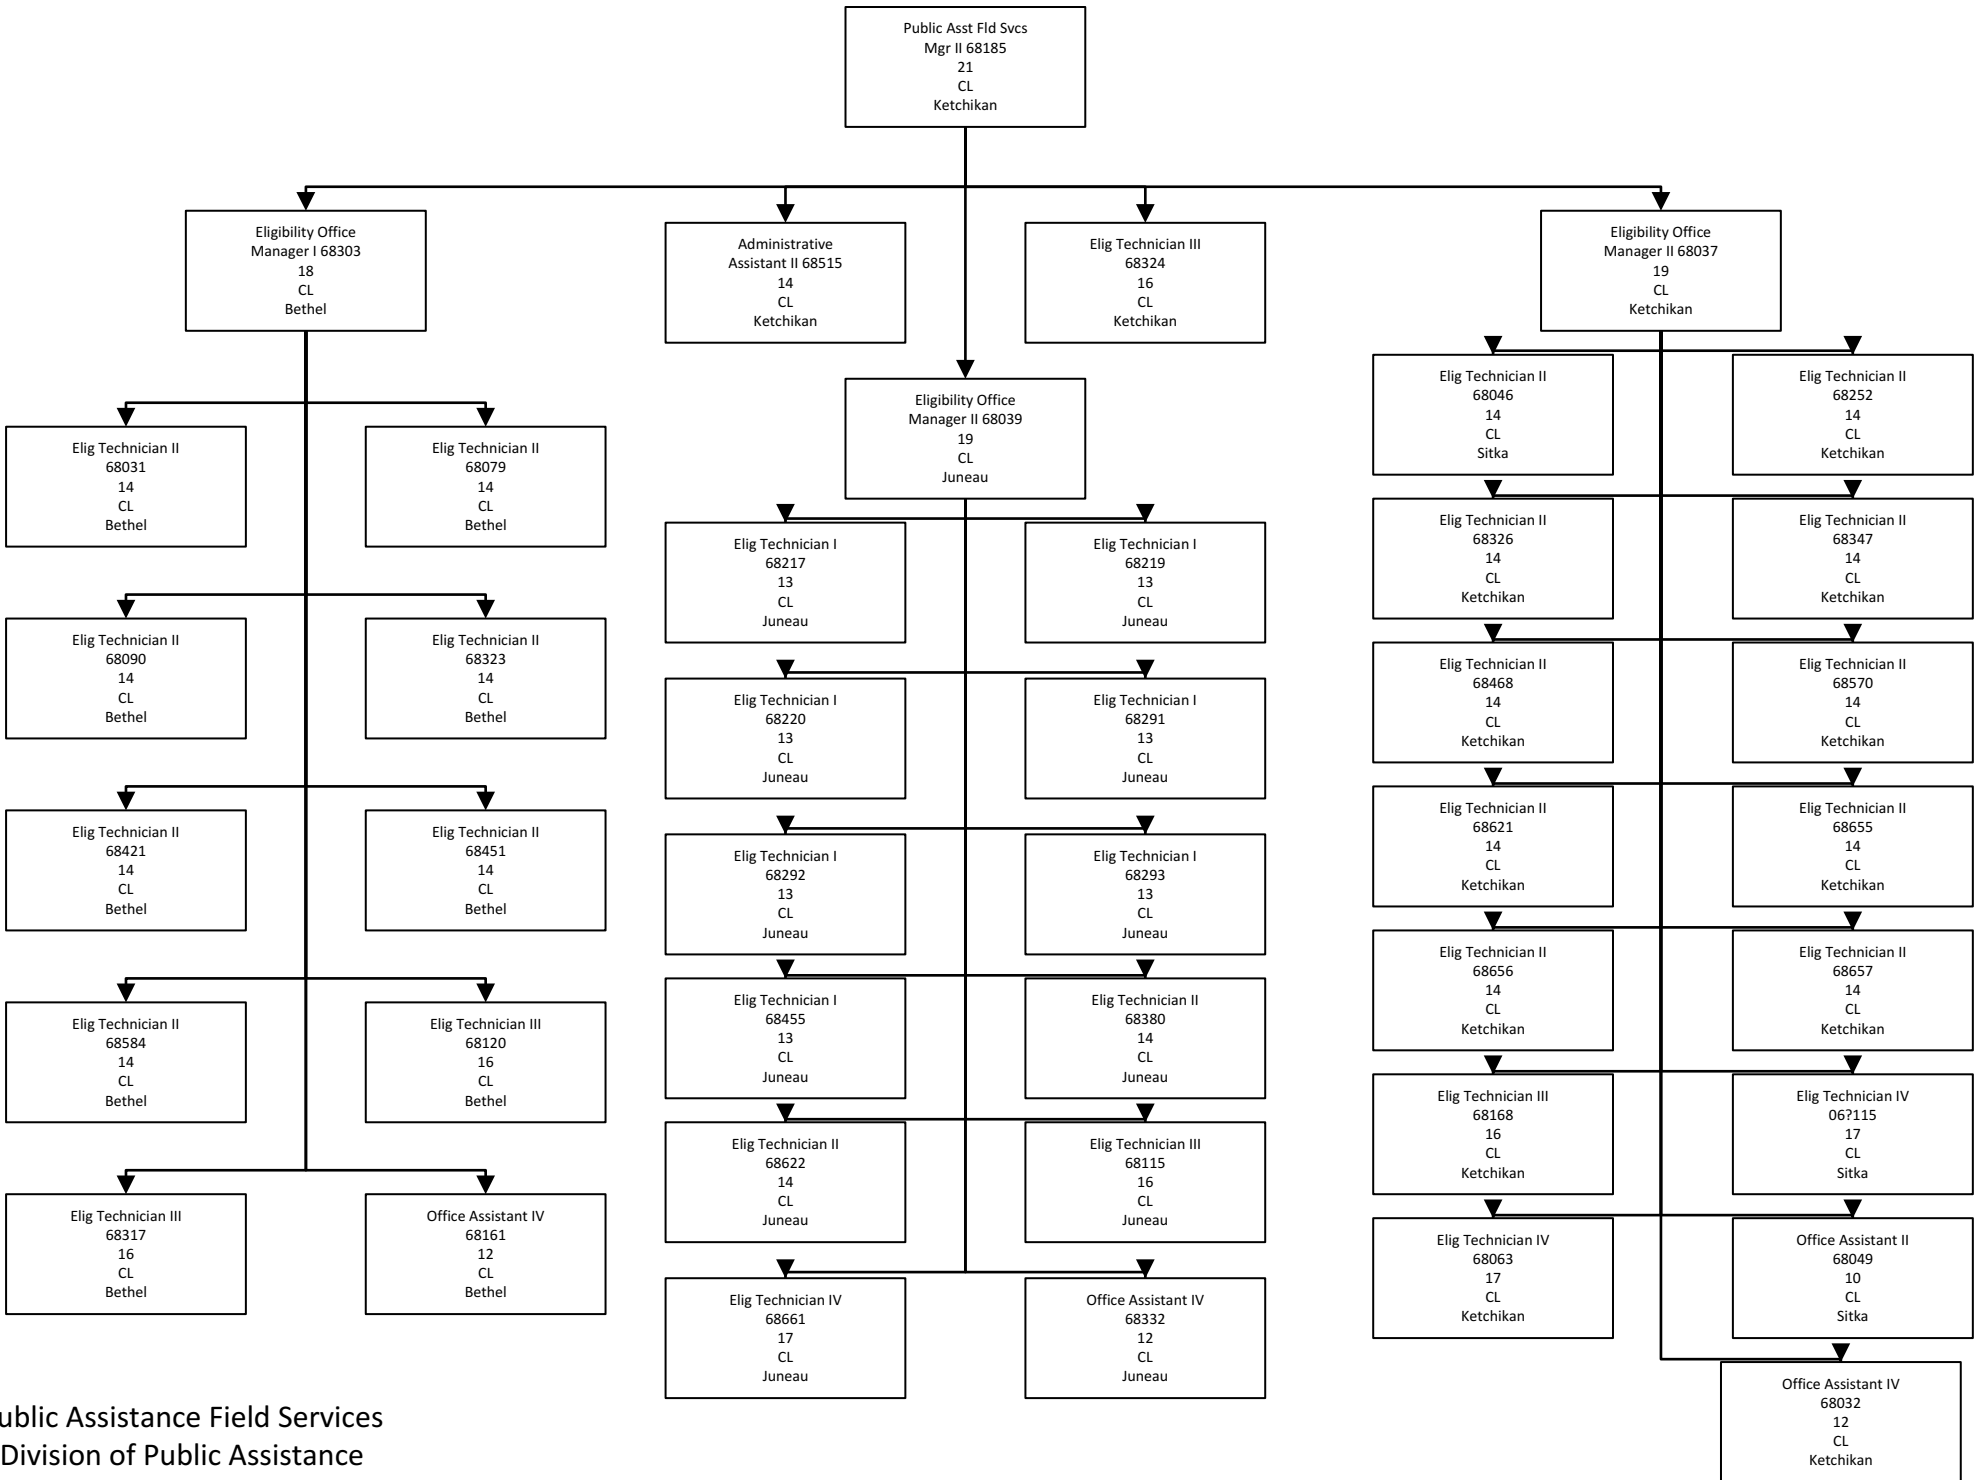 Public Asst Fld Svcs
Mgr II 68185
21
CL
Ketchikan
Eligibility Office
Manager I 68303
18
CL
Bethel
Administrative
Assistant II 68515
14
CL
Ketchikan
Elig Technician III
68324
16
CL
Ketchikan
Eligibility Office
Manager II 68037
19
CL
Ketchikan
Elig Technician II
68031
14
CL
Bethel
Elig Technician II
68079
14
CL
Bethel
Elig Technician II
68090
14
CL
Bethel
Elig Technician II
68323
14
CL
Bethel
Elig Technician II
68421
14
CL
Bethel
Elig Technician II
68451
14
CL
Bethel
Elig Technician II
68584
14
CL
Bethel
Elig Technician III
68120
16
CL
Bethel
Elig Technician III
68317
16
CL
Bethel
Office Assistant IV
68161
12
CL
Bethel
Eligibility Office
Manager II 68039
19
CL
Juneau
Elig Technician I
68217
13
CL
Juneau
Elig Technician I
68219
13
CL
Juneau
Elig Technician I
68220
13
CL
Juneau
Elig Technician I
68291
13
CL
Juneau
Elig Technician I
68292
13
CL
Juneau
Elig Technician I
68293
13
CL
Juneau
Elig Technician I
68455
13
CL
Juneau
Elig Technician II
68380
14
CL
Juneau
Elig Technician II
68622
14
CL
Juneau
Elig Technician III
68115
16
CL
Juneau
Elig Technician IV
68661
17
CL
Juneau
Office Assistant IV
68332
12
CL
Juneau
Elig Technician II
68046
14
CL
Sitka
Elig Technician II
68252
14
CL
Ketchikan
Elig Technician II
68326
14
CL
Ketchikan
Elig Technician II
68347
14
CL
Ketchikan
Elig Technician II
68468
14
CL
Ketchikan
Elig Technician II
68570
14
CL
Ketchikan
Elig Technician II
68621
14
CL
Ketchikan
Elig Technician II
68655
14
CL
Ketchikan
Elig Technician II
68656
14
CL
Ketchikan
Elig Technician II
68657
14
CL
Ketchikan
Elig Technician III
68168
16
CL
Ketchikan
Elig Technician IV
06?115
17
CL
Sitka
Elig Technician IV
68063
17
CL
Ketchikan
Office Assistant II
68049
10
CL
Sitka
Office Assistant IV
68032
12
CL
Ketchikan
ublic Assistance Field Services
Division of Public Assistance